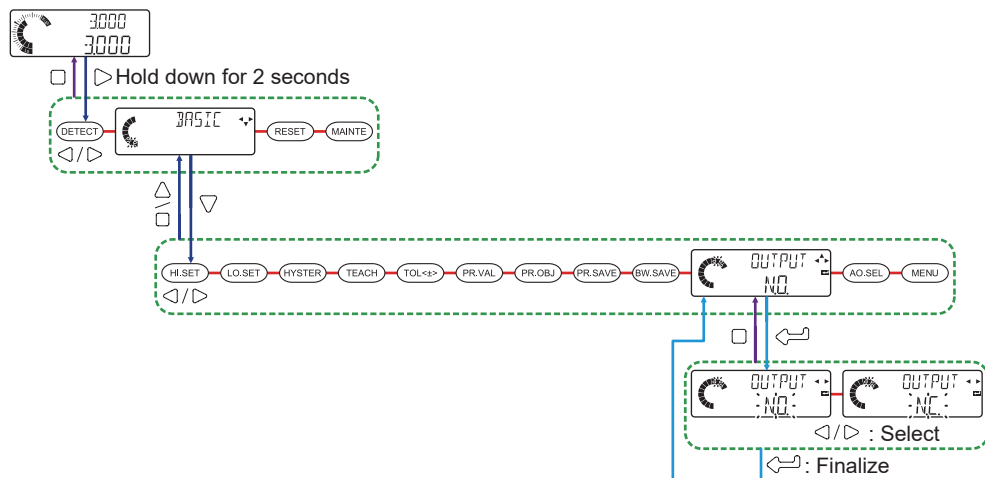 3.000
3.000
Hold down for 2 seconds
DETECT
BASIC
RESET
MAINTE
HI.SET
LO.SET
HYSTER
TEACH
TOL<±>
PR.VAL
PR.OBJ
PR.SAVE
BW.SAVE
OUTPUT
N.O.
AO.SEL
MENU
OUTPUT
N.O.
OUTPUT
N.C.
/ : Select
: Finalize